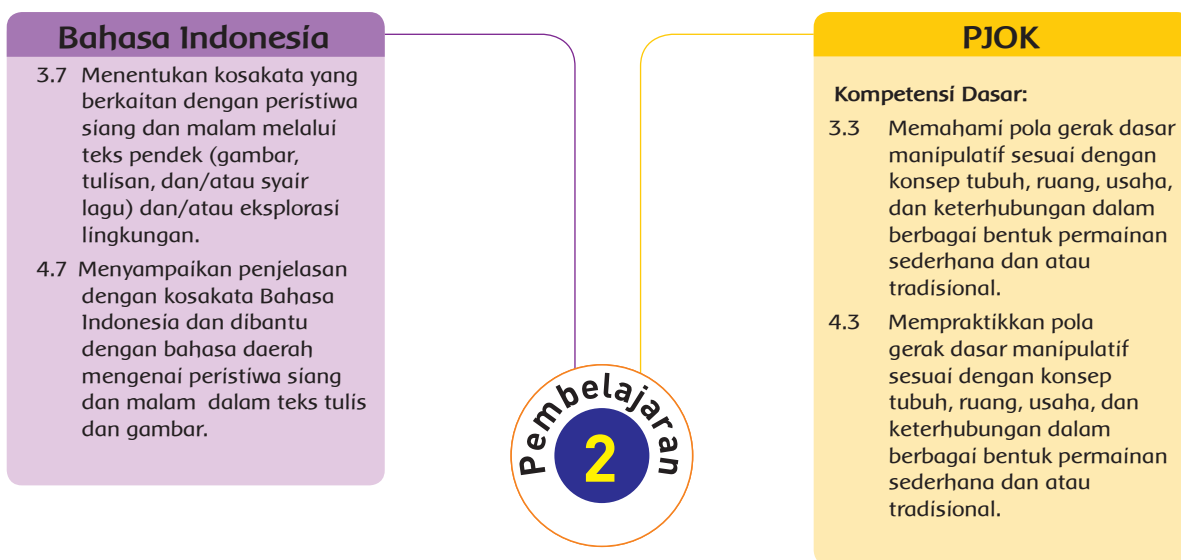 Bahasa Indonesia
3.7 Menentukan kosakata yang
berkaitan dengan peristiwa
siang dan malam melalui
teks pendek (gambar,
tulisan, dan/atau syair
lagu) dan/atau eksplorasi
lingkungan.
4.7 Menyampaikan penjelasan
dengan kosakata Bahasa
Indonesia dan dibantu
dengan bahasa daerah
mengenai peristiwa siang
dan malam dalam teks tulis
dan gambar.
Pembelajaran
2
PJOK
Kompetensi Dasar:
3.3 Memahami pola gerak dasar
manipulatif sesuai dengan
konsep tubuh, ruang, usaha,
dan keterhubungan dalam
berbagai bentuk permainan
sederhana dan atau
tradisional.
4.3 Mempraktikkan pola
gerak dasar manipulatif
sesuai dengan konsep
tubuh, ruang, usaha, dan
keterhubungan dalam
berbagai bentuk permainan
sederhana dan atau
tradisional.